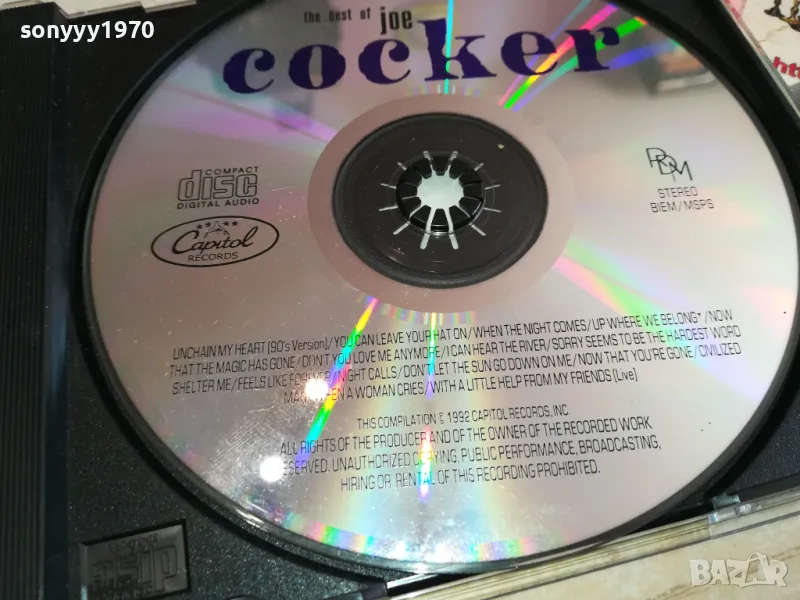 sonyyy1970
the best of joe
cocker
COMPACT
disc
DIGITAL AUDIO
Capitol
RECORDS
PDM
STEREO
BIEM/MSPS
UNCHAIN MY HEART (90's Version)/YOU CAN LEAVE YOUR HAT ON/WHEN THE NIGHT COMES/UP WHERE WE BELONG*/NOW
THAT THE MAGIC HAS GONE/DON'T YOU LOVE ME ANYMORE/I CAN HEAR THE RIVER/SORRY SEEMS TO BE THE HARDEST WORD
SHELTER ME/FEELS LIKE FOREVER/NIGHT CALLS/DON'T LET THE SUN GO DOWN ON ME/NOW THAT YOU'RE GONE/CIVILIZED
MAN/WHEN A WOMAN CRIES/WITH A LITTLE HELP FROM MY FRIENDS (Live)
THIS COMPILATION ℗ 1992 CAPITOL RECORDS, INC.
ALL RIGHTS OF THE PRODUCER AND OF THE OWNER OF THE RECORDED WORK
RESERVED. UNAUTHORIZED COPYING, PUBLIC PERFORMANCE, BROADCASTING,
HIRING OR RENTAL OF THIS RECORDING PROHIBITED.
BAZAR